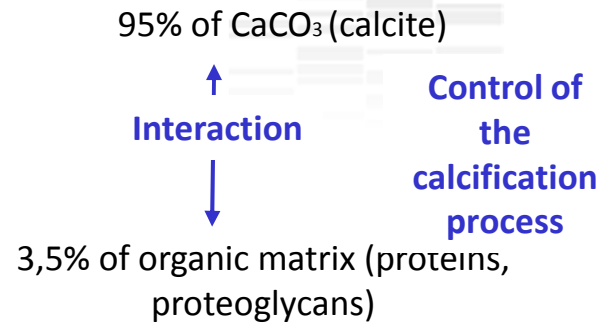 95% of CaCO₃ (calcite)
Control of
Interaction
the
calcification
process
3,5% of organic matrix (proteins,
proteoglycans)